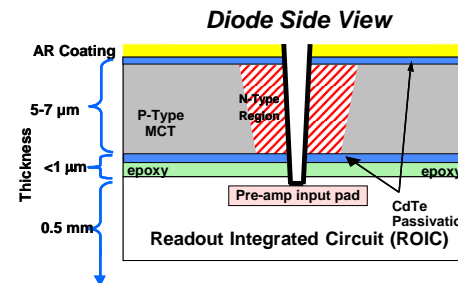 Diode Side View
AR Coating
5-7 µm
N-Type
Region
P-Type
MCT
Thickness
<1 µm
epoxy
epoxy
Pre-amp input pad
CdTe
Passivatio
0.5 mm
Readout Integrated Circuit (ROIC)